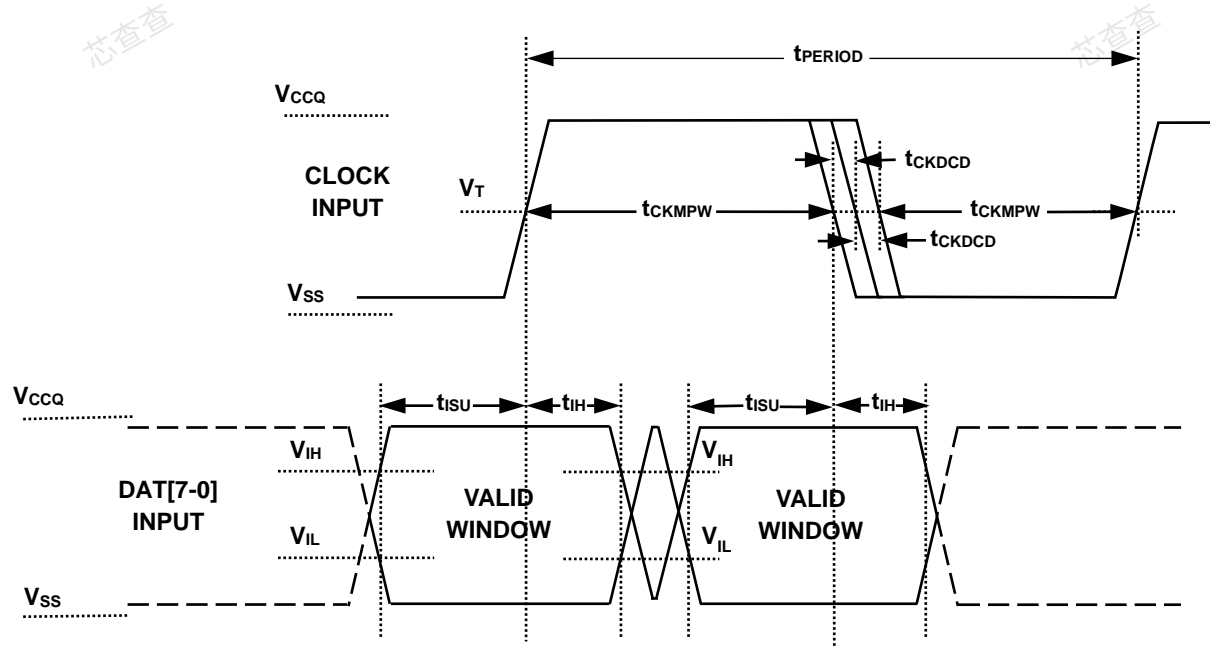 芯查查
芯查查
tPERIOD
VCCQ
tCKDCD
CLOCK
INPUT
VT
tCKMPW
tCKMPW
tCKDCD
VSS
VCCQ
tISU
tIH
tISU
tIH
VIH
VIH
DAT[7-0]
INPUT
VALID
WINDOW
VALID
WINDOW
VIL
VIL
VSS